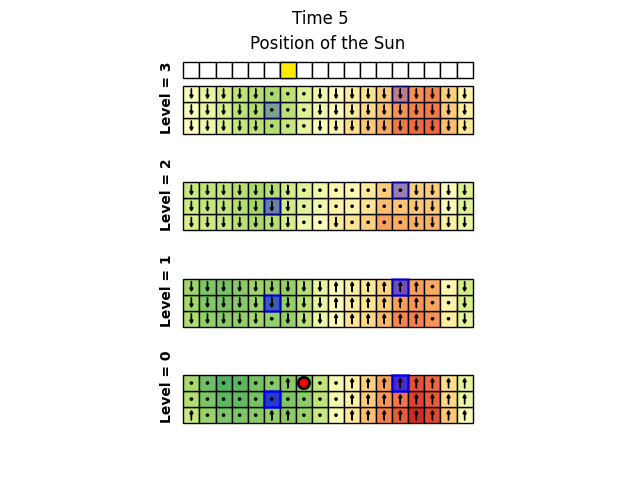 Time 5
Position of the Sun
Level = 3
Level = 2
Level = 1
Level = 0